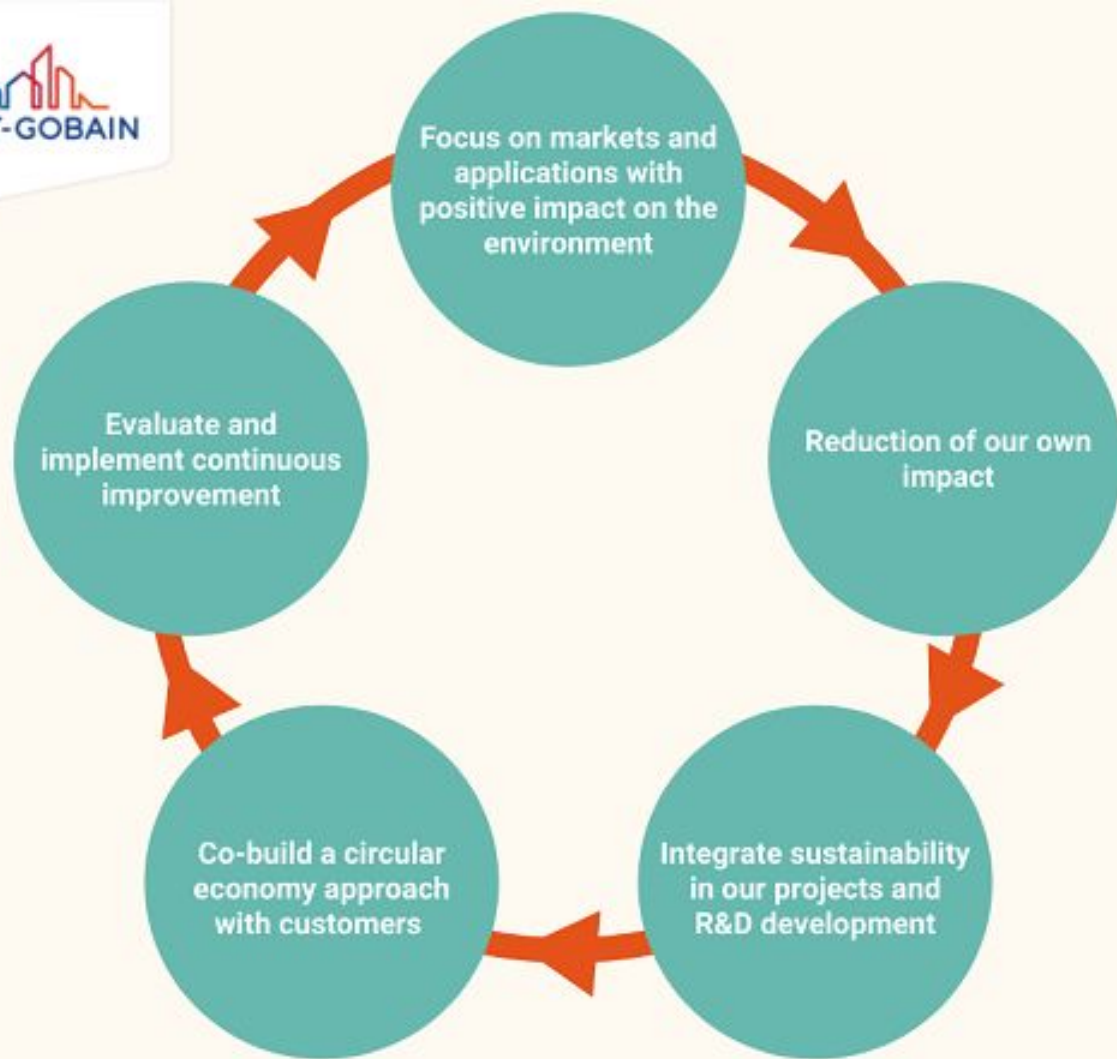 -GOBAIN
Focus on markets and
applications with
positive impact on the
environment
Reduction of our own
impact
Integrate sustainability
in our projects and
R&D development
Co-build a circular
economy approach
with customers
Evaluate and
implement continuous
improvement